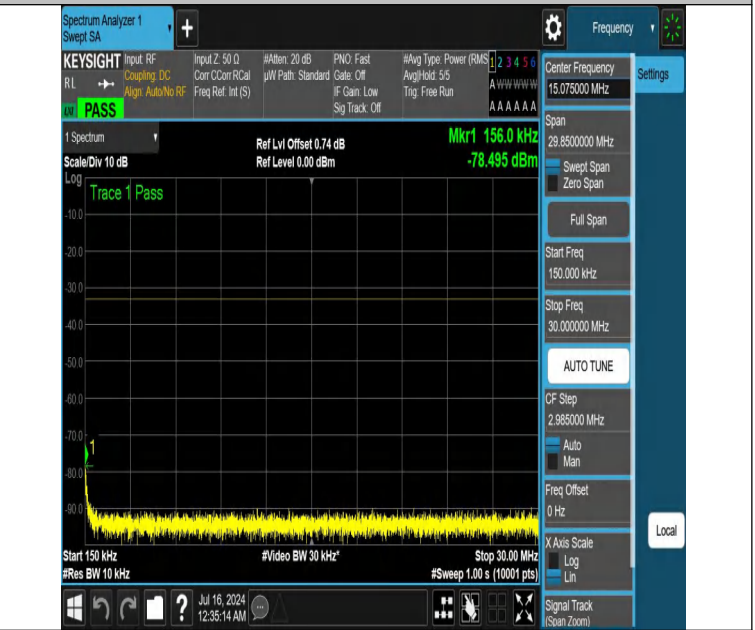 Spectrum Analyzer 1
Swept SA
+
Frequency
KEYSIGHT
RL
PASS
Input: RF
Coupling: DC
Align: Auto/No RF
Input Z: 50 Ω
Corr CCorr RCal
Freq Ref: Int (S)
#Atten: 20 dB
µW Path: Standard
PNO: Fast
Gate: Off
IF Gain: Low
Sig Track: Off
#Avg Type: Power (RMS
Avg|Hold: 5/5
Trig: Free Run
1 2 3 4 5 6
A W W W W W
A A A A A A
1 Spectrum
Scale/Div 10 dB
Ref Lvl Offset 0.74 dB
Ref Level 0.00 dBm
Mkr1 156.0 kHz
-78.495 dBm
Log
Trace 1 Pass
-10.0
-20.0
-30.0
-40.0
-50.0
-60.0
-70.0
1
-80.0
-90.0
Start 150 kHz
#Res BW 10 kHz
#Video BW 30 kHz*
Stop 30.00 MHz
#Sweep 1.00 s (10001 pts)
?
Jul 16, 2024
12:35:14 AM
Center Frequency
15.075000 MHz
Settings
Span
29.8500000 MHz
Swept Span
Zero Span
Full Span
Start Freq
150.000 kHz
Stop Freq
30.000000 MHz
AUTO TUNE
CF Step
2.985000 MHz
Auto
Man
Freq Offset
0 Hz
X Axis Scale
Log
Lin
Local
Signal Track
(Span Zoom)